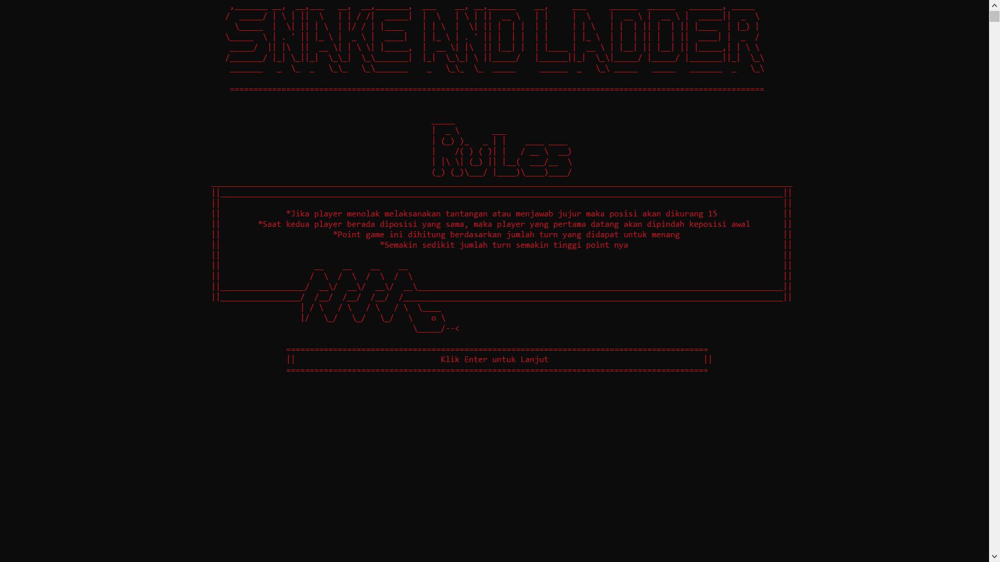 SNAKE AND LADDER
Rules
*Jika player menolak melaksanakan tantangan atau menjawab jujur maka posisi akan dikurang 15
*Saat kedua player berada diposisi yang sama, maka player yang pertama datang akan dipindah keposisi awal
*Point game ini dihitung berdasarkan jumlah turn yang didapat untuk menang
*Semakin sedikit jumlah turn semakin tinggi point nya
Klik Enter untuk Lanjut